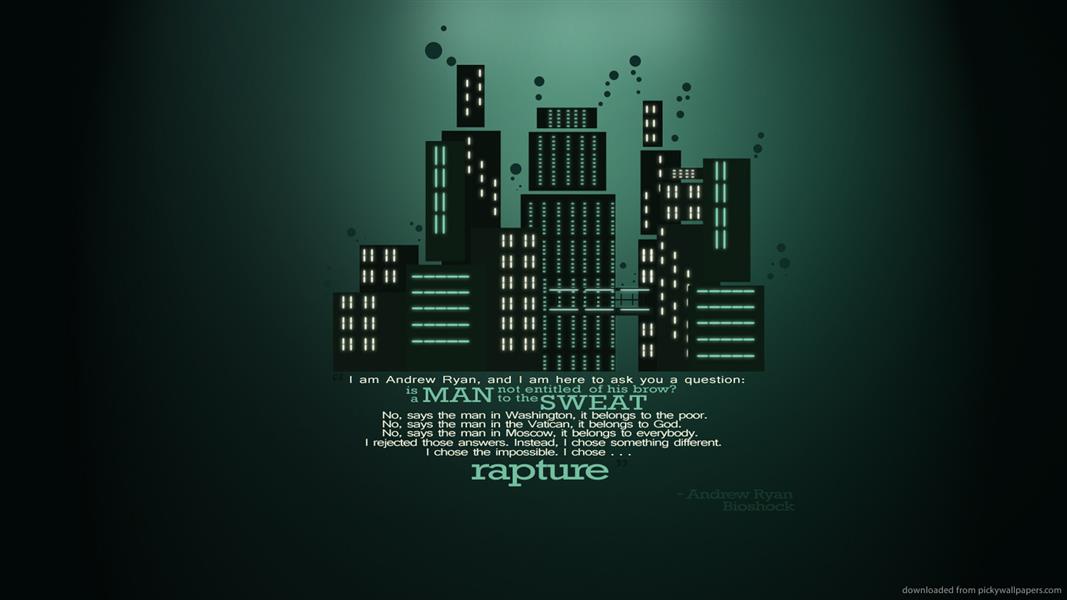 “ I am Andrew Ryan, and I am here to ask you a question:
is a MAN not entitled of his brow?
to the SWEAT
No, says the man in Washington, it belongs to the poor.
No, says the man in the Vatican, it belongs to God.
No, says the man in Moscow, it belongs to everybody.
I rejected those answers. Instead, I chose something different.
I chose the impossible. I chose . . .
rapture ”
- Andrew Ryan
Bioshock
downloaded from pickywallpapers.com